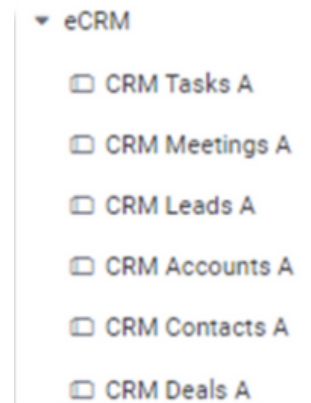 eCRM
CRM Tasks A
CRM Meetings A
CRM Leads A
CRM Accounts A
CRM Contacts A
CRM Deals A